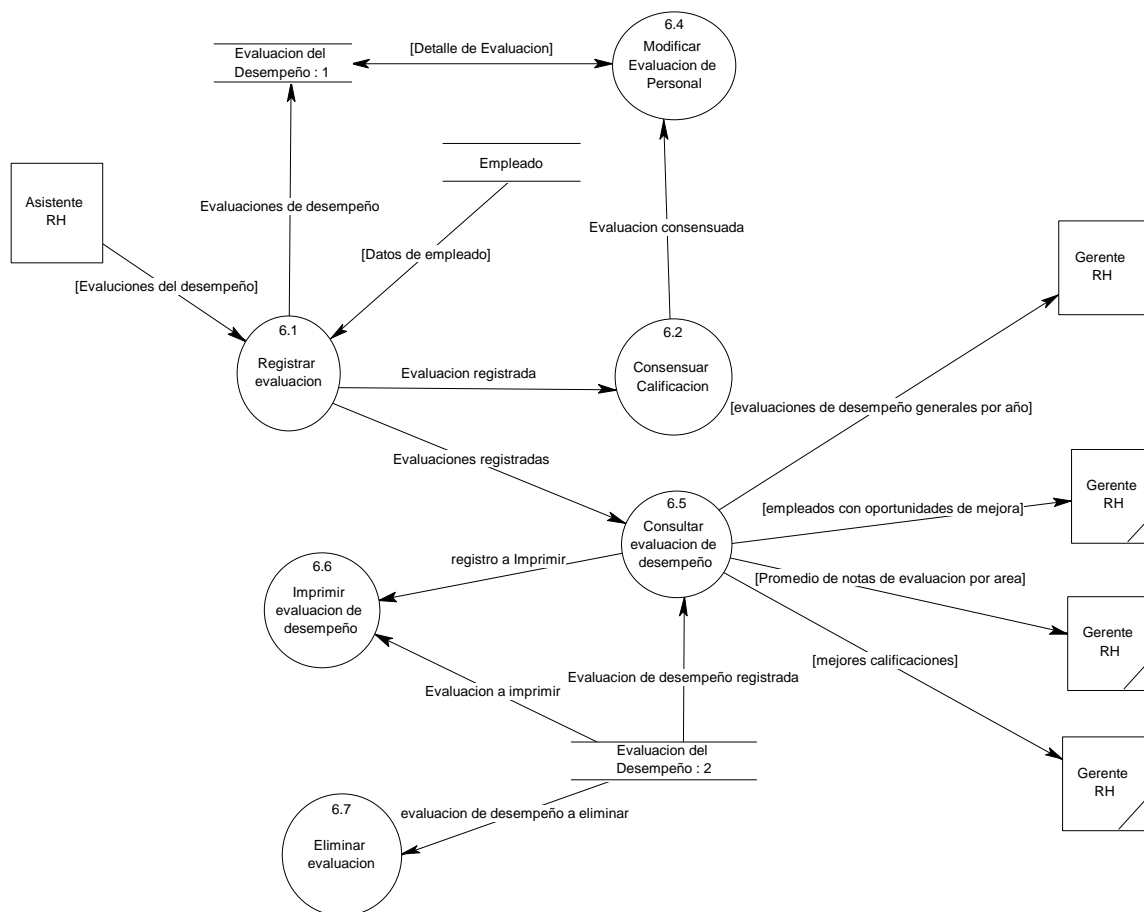 6.4
Evaluacion del
Desempeño : 1
[Detalle de Evaluacion]
Modificar
Evaluacion de
Personal
Empleado
Asistente
RH
Evaluaciones de desempeño
Evaluacion consensuada
[Datos de empleado]
Gerente
RH
[Evaluciones del desempeño]
6.1
Registrar
evaluacion
6.2
Consensuar
Calificacion
Evaluacion registrada
[evaluaciones de desempeño generales por año]
Evaluaciones registradas
Gerente
RH
6.5
Consultar
evaluacion de
desempeño
[empleados con oportunidades de mejora]
registro a Imprimir
6.6
Imprimir
evaluacion de
desempeño
[Promedio de notas de evaluacion por area]
Gerente
RH
[mejores calificaciones]
Evaluacion de desempeño registrada
Evaluacion a imprimir
Evaluacion del
Desempeño : 2
Gerente
RH
6.7
Eliminar
evaluacion
evaluacion de desempeño a eliminar